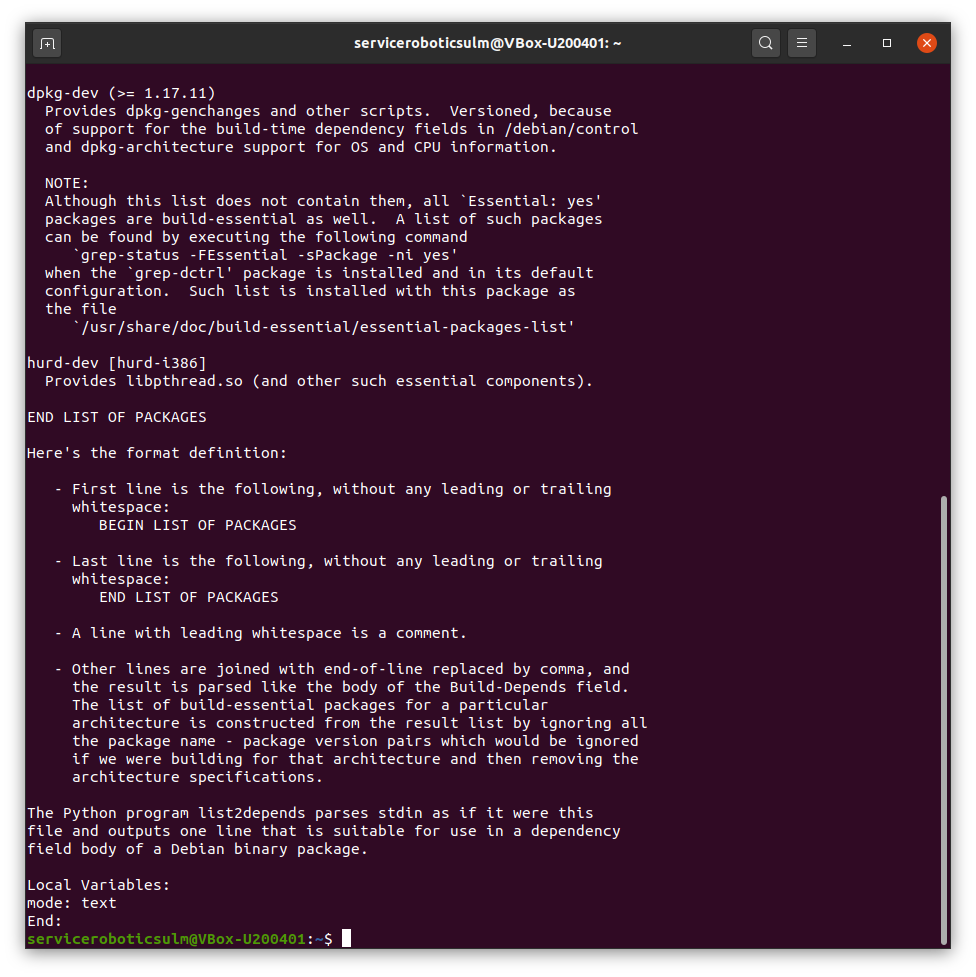 serviceroboticsulm@VBox-U200401: ~
dpkg-dev (>= 1.17.11)
  Provides dpkg-genchanges and other scripts.  Versioned, because
  of support for the build-time dependency fields in /debian/control
  and dpkg-architecture support for OS and CPU information.

  NOTE:
  Although this list does not contain them, all `Essential: yes'
  packages are build-essential as well.  A list of such packages
  can be found by executing the following command
     `grep-status -FEssential -sPackage -ni yes'
  when the `grep-dctrl' package is installed and in its default
  configuration.  Such list is installed with this package as
  the file
     `/usr/share/doc/build-essential/essential-packages-list'

hurd-dev [hurd-i386]
  Provides libpthread.so (and other such essential components).

END LIST OF PACKAGES

Here's the format definition:

   - First line is the following, without any leading or trailing
     whitespace:
        BEGIN LIST OF PACKAGES

   - Last line is the following, without any leading or trailing
     whitespace:
        END LIST OF PACKAGES

   - A line with leading whitespace is a comment.

   - Other lines are joined with end-of-line replaced by comma, and
     the result is parsed like the body of the Build-Depends field.
     The list of build-essential packages for a particular
     architecture is constructed from the result list by ignoring all
     the package name - package version pairs which would be ignored
     if we were building for that architecture and then removing the
     architecture specifications.

The Python program list2depends parses stdin as if it were this
file and outputs one line that is suitable for use in a dependency
field body of a Debian binary package.

Local Variables:
mode: text
End:
serviceroboticsulm@VBox-U200401:~$